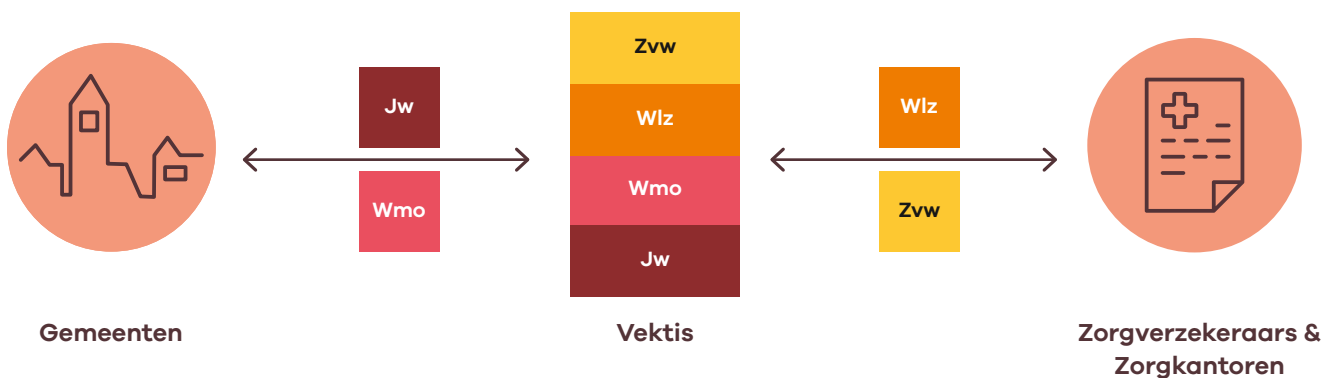 Jw
Wmo
Zvw
Wlz
Wmo
Jw
Wlz
Zvw
Gemeenten
Vektis
Zorgverzekeraars &
Zorgkantoren